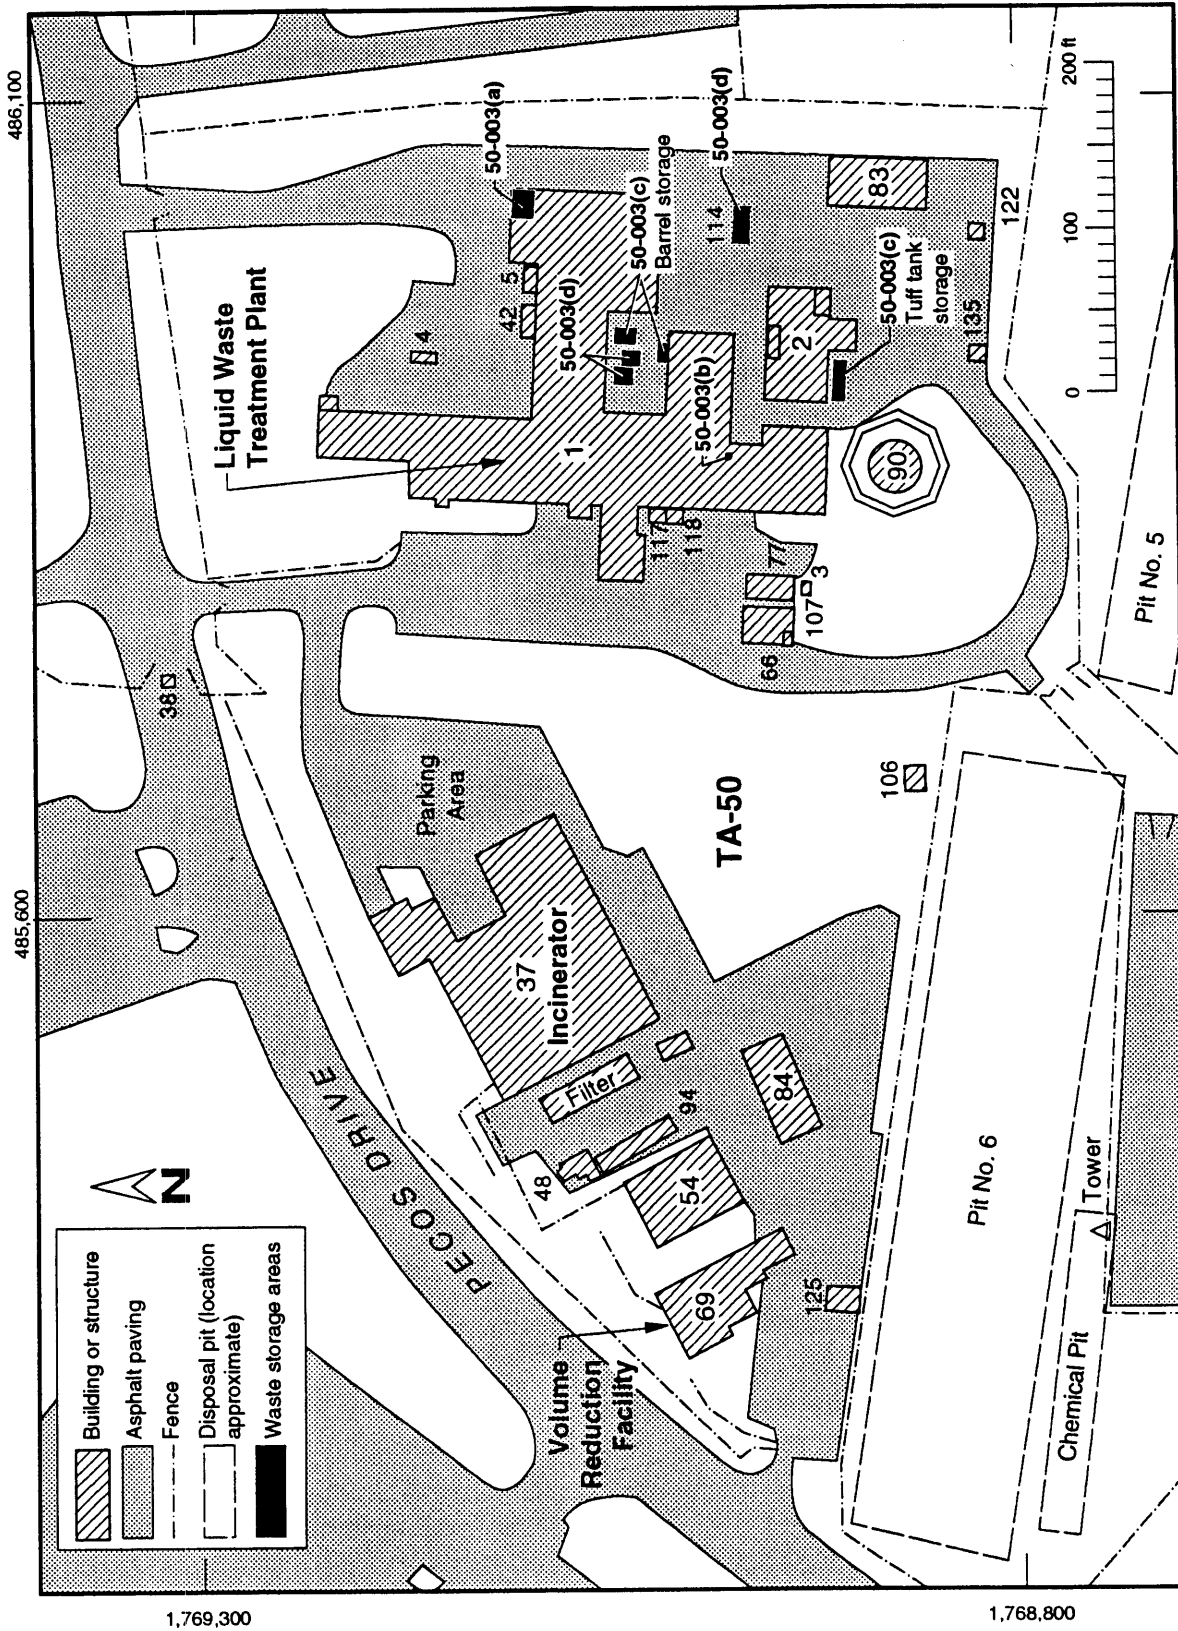 486,100
485,600
1,769,300
1,768,800
Building or structure
Asphalt paving
Fence
Disposal pit (location
approximate)
Waste storage areas
N
PECOS DRIVE
Liquid Waste
Treatment Plant
50-003(a)
5
42
4
50-003(d)
50-003(c)
Barrel storage
114
50-003(d)
1
50-003(b)
2
83
50-003(c)
Tuff tank
storage
122
135
90
117
118
77
3
107
66
38
Parking
Area
TA-50
106
37
Incinerator
Filter
94
84
48
54
69
125
Volume
Reduction
Facility
Pit No. 5
Pit No. 6
Chemical Pit
Tower
0
100
200 ft